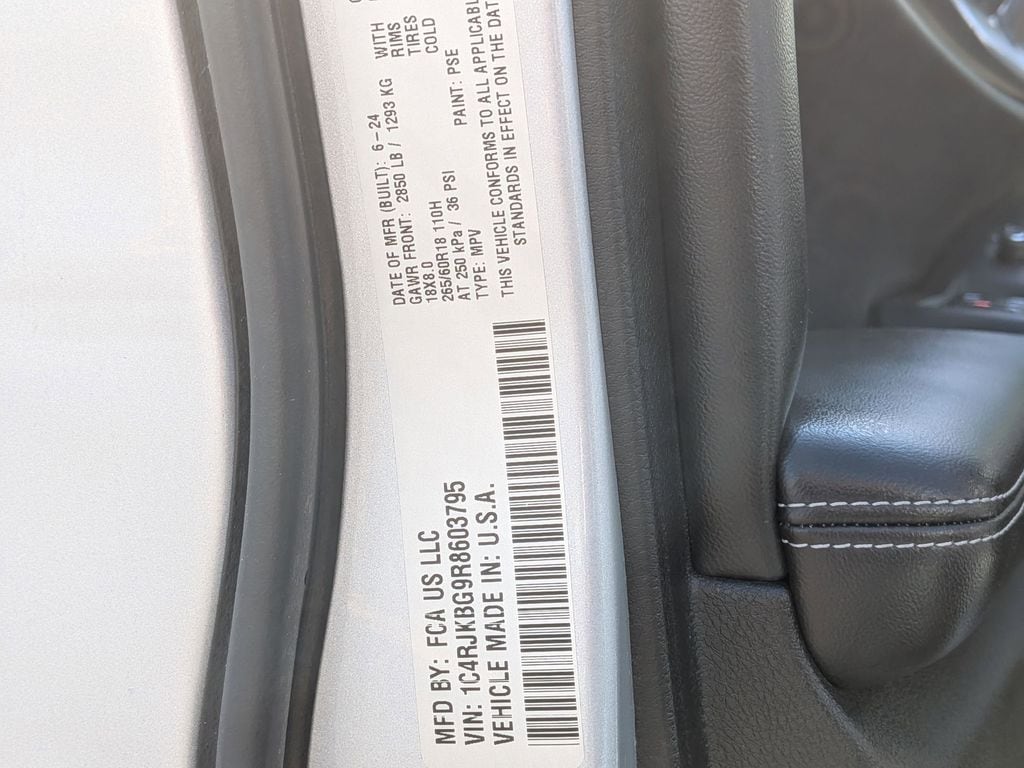 MFD BY: FCA US LLC
DATE OF MFR (BUILT): 6-24
GAWR FRONT: 2850 LB / 1293 KG WITH
18X8.0 RIMS
265/60R18 110H TIRES
AT 250 kPa / 36 PSI COLD
VIN: 1C4RJKBG9R8603795
TYPE: MPV PAINT: PSE
VEHICLE MADE IN: U.S.A.
THIS VEHICLE CONFORMS TO ALL APPLICABL
STANDARDS IN EFFECT ON THE DAT